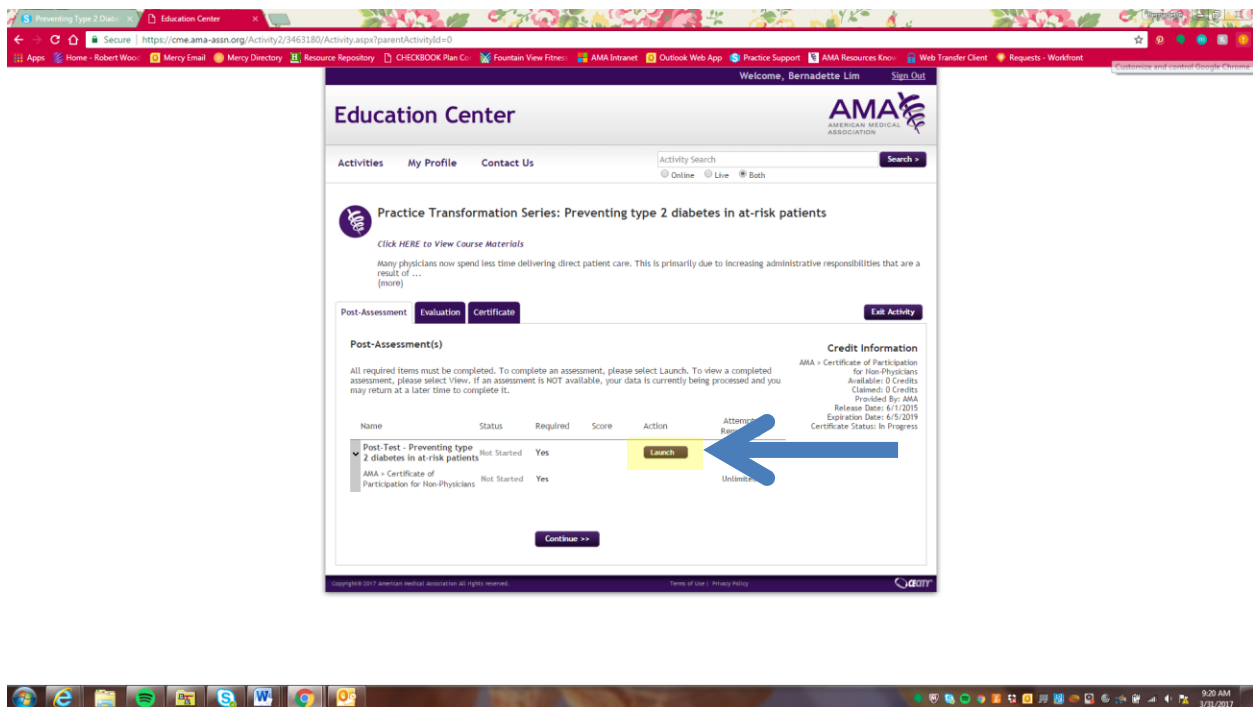 Preventing Type 2 Diab
Education Center
Secure | https://cme.ama-assn.org/Activity2/3463180/Activity.aspx?parentActivityId=0
Apps Home - Robert Wood Mercy Email Mercy Directory Resource Repository CHECKBOOK Plan Co Fountain View Fitness AMA Intranet Outlook Web App Practice Support AMA Resources Know Web Transfer Client Requests - Workfront
Customize and control Google Chrome
Welcome, Bernadette Lim Sign Out
Education Center
AMA
AMERICAN MEDICAL
ASSOCIATION
Activities My Profile Contact Us
Activity Search Search >
Online Live Both
Practice Transformation Series: Preventing type 2 diabetes in at-risk patients
Click HERE to View Course Materials
Many physicians now spend less time delivering direct patient care. This is primarily due to increasing administrative responsibilities that are a
result of ...
(more)
Post-Assessment Evaluation Certificate Exit Activity
Post-Assessment(s)
All required items must be completed. To complete an assessment, please select Launch. To view a completed
assessment, please select View. If an assessment is NOT available, your data is currently being processed and you
may return at a later time to complete it.
Credit Information
AMA > Certificate of Participation
for Non-Physicians
Available: 0 Credits
Claimed: 0 Credits
Provided By: AMA
Release Date: 6/1/2015
Expiration Date: 6/5/2019
Certificate Status: In Progress
Name Status Required Score Action Attempt
Post-Test - Preventing type
2 diabetes in at-risk patients Not Started Yes Launch
AMA > Certificate of
Participation for Non-Physicians Not Started Yes Unlimite
Continue >>
Copyright© 2017 American Medical Association All rights reserved. Terms of Use | Privacy Policy
9:20 AM
3/31/2017